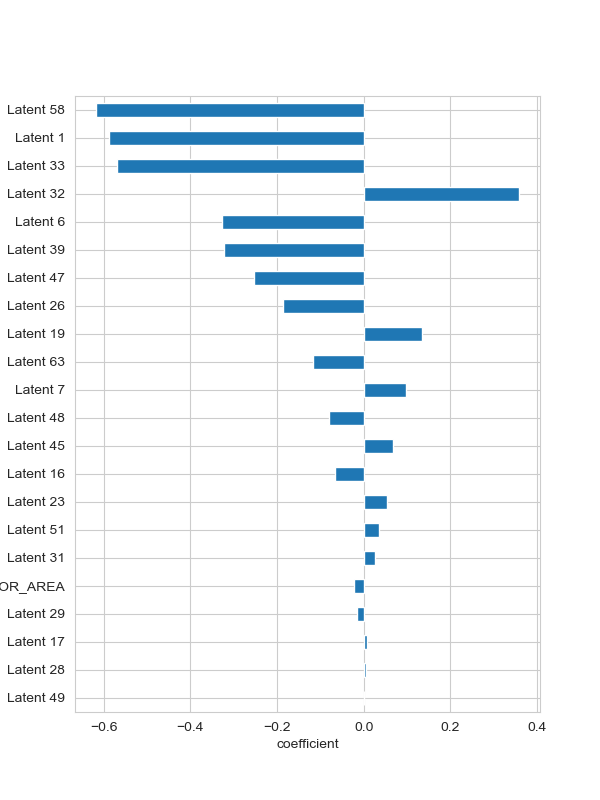 Latent 58
Latent 1
Latent 33
Latent 32
Latent 6
Latent 39
Latent 47
Latent 26
Latent 19
Latent 63
Latent 7
Latent 48
Latent 45
Latent 16
Latent 23
Latent 51
Latent 31
OR_AREA
Latent 29
Latent 17
Latent 28
Latent 49
−0.6 −0.4 −0.2 0.0 0.2 0.4
coefficient